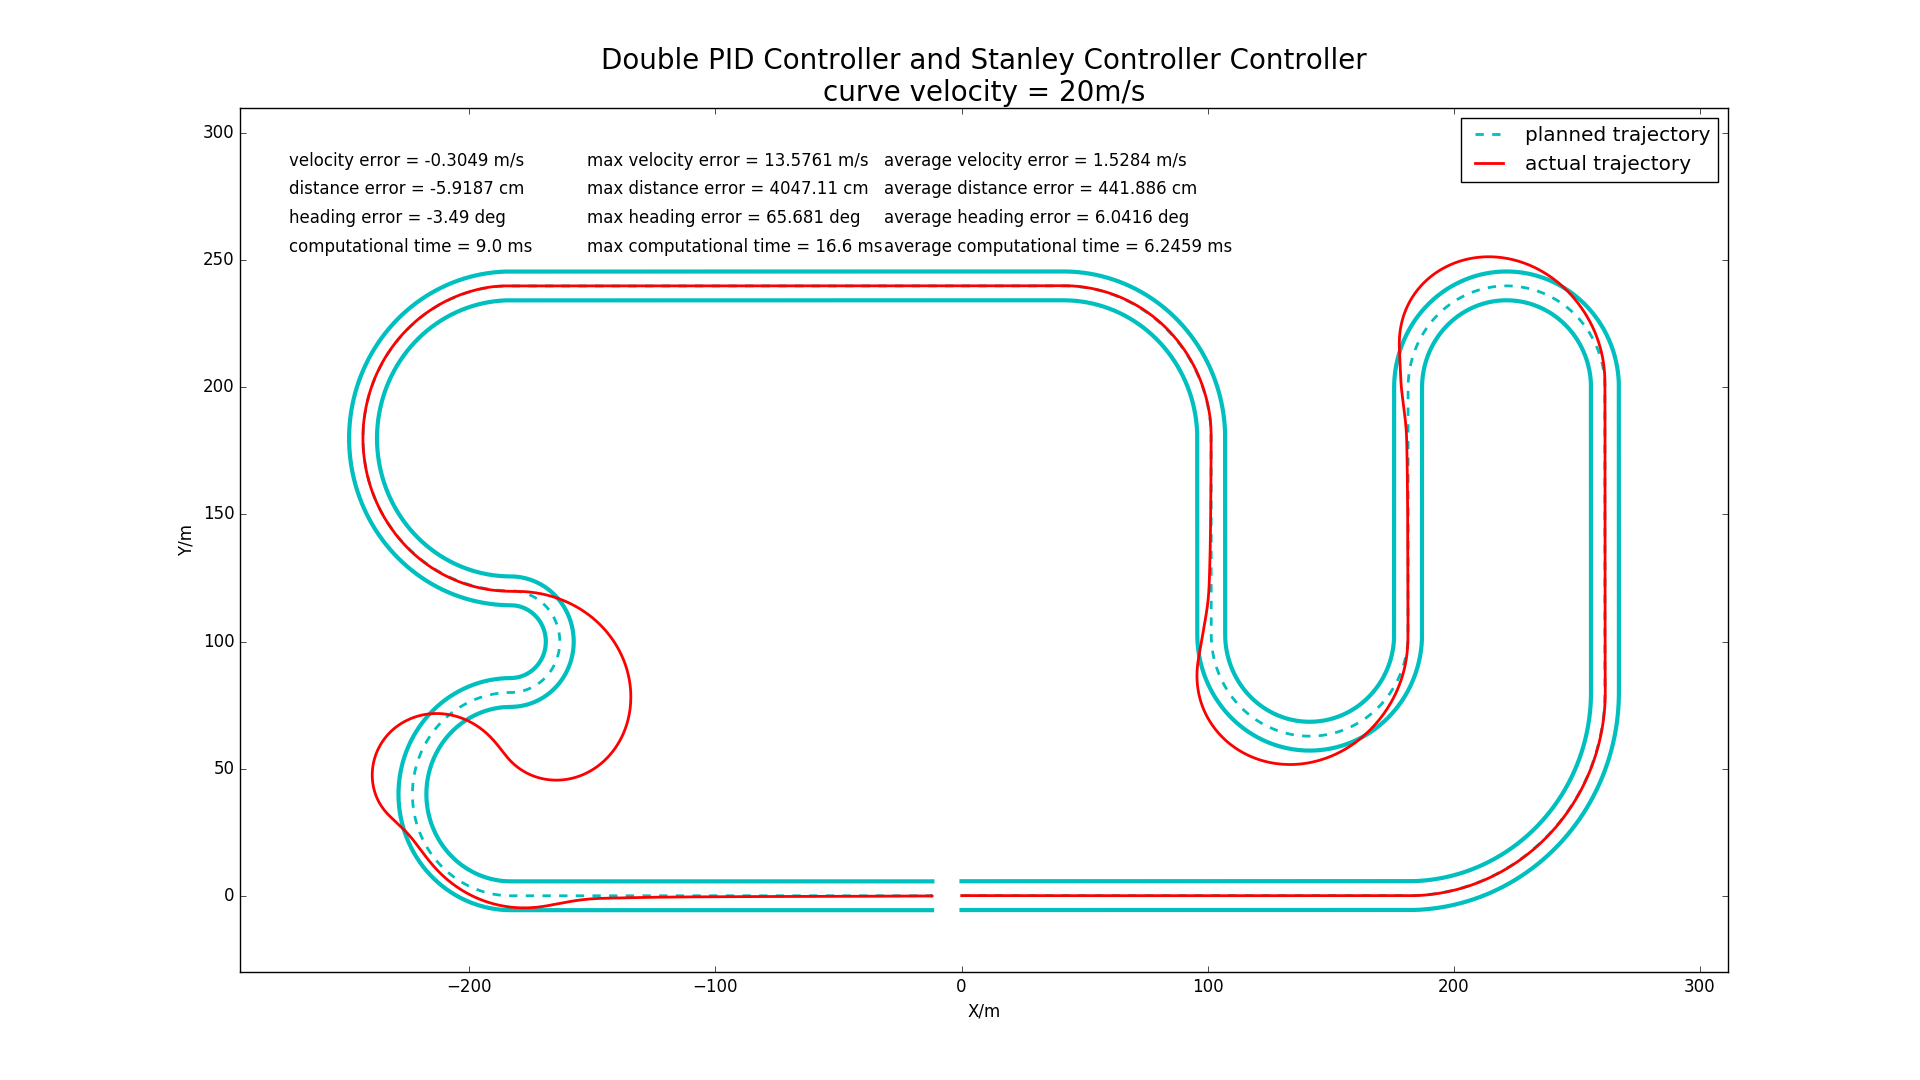 Double PID Controller and Stanley Controller Controller
curve velocity = 20m/s
planned trajectory
actual trajectory
velocity error = -0.3049 m/s
max velocity error = 13.5761 m/s
average velocity error = 1.5284 m/s
distance error = -5.9187 cm
max distance error = 4047.11 cm
average distance error = 441.886 cm
heading error = -3.49 deg
max heading error = 65.681 deg
average heading error = 6.0416 deg
computational time = 9.0 ms
max computational time = 16.6 ms
average computational time = 6.2459 ms
300
250
200
150
100
50
0
Y/m
−200
−100
0
100
200
300
X/m